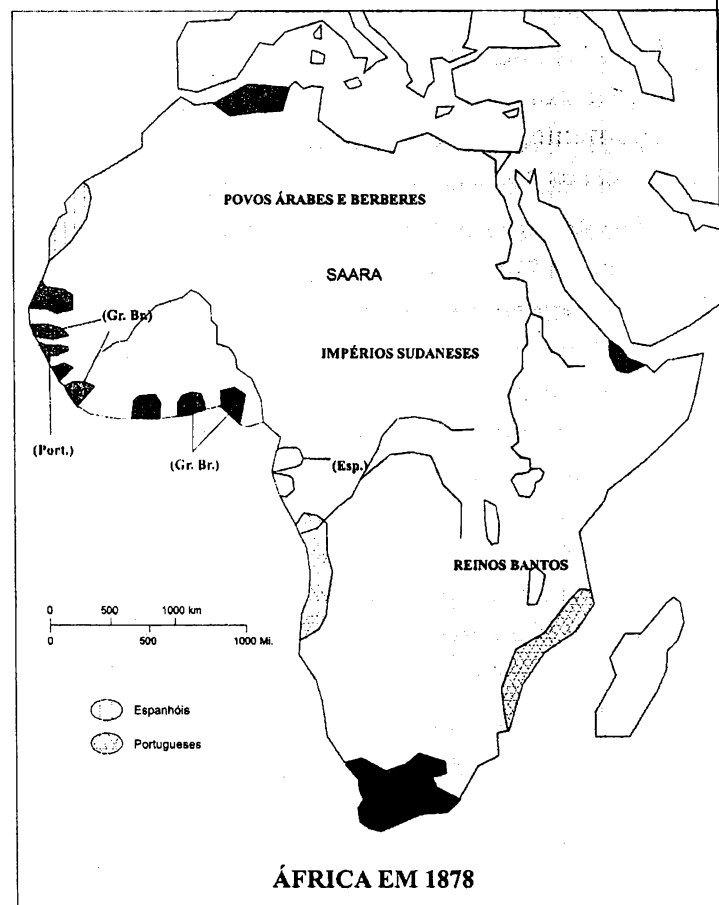 POVOS ÁRABES E BERBERES
SAARA
(Gr. Br.)
IMPÉRIOS SUDANESES
(Port.)
(Gr. Br.)
(Esp.)
REINOS BANTOS
0 500 1000 km
0 500 1000 Mi.
Espanhóis
Portugueses
ÁFRICA EM 1878